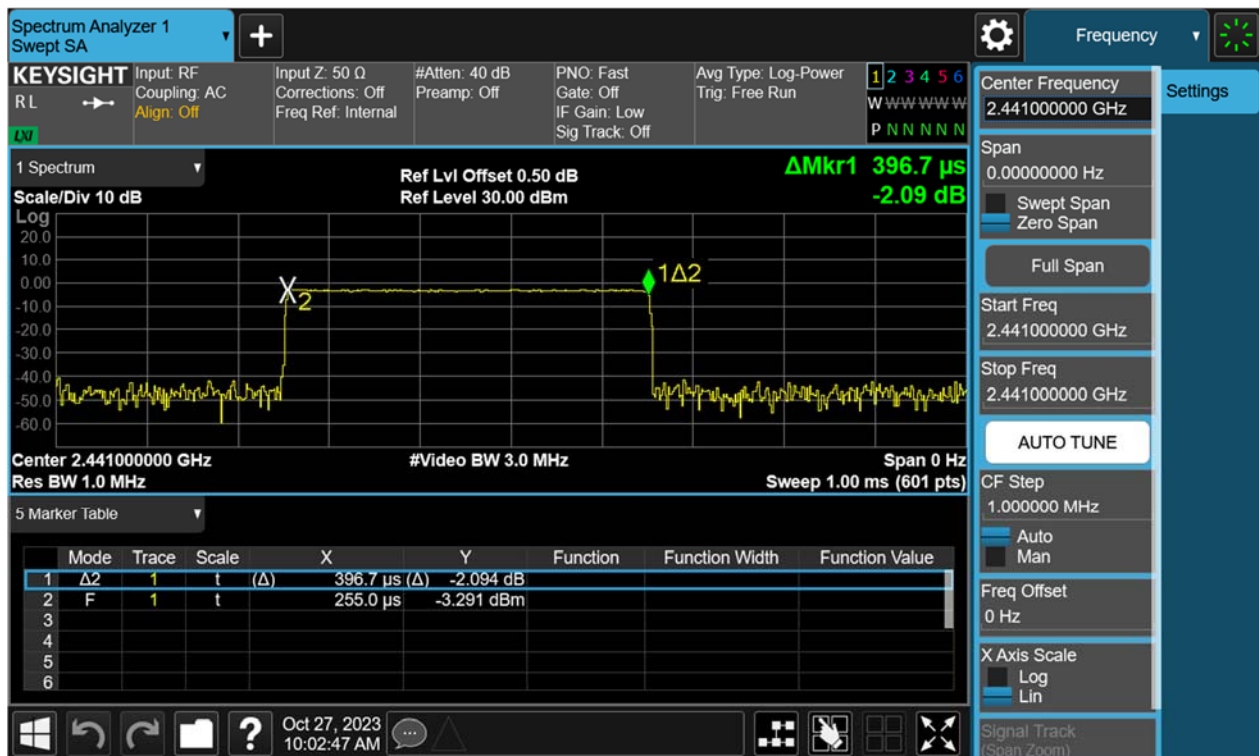 Spectrum Analyzer 1
Swept SA
Frequency
KEYSIGHT
RL
LXI
Input: RF
Coupling: AC
Align: Off
Input Z: 50 Ω
Corrections: Off
Freq Ref: Internal
#Atten: 40 dB
Preamp: Off
PNO: Fast
Gate: Off
IF Gain: Low
Sig Track: Off
Avg Type: Log-Power
Trig: Free Run
1 2 3 4 5 6
W W W W W W
P N N N N N
1 Spectrum
Scale/Div 10 dB
Log
Ref Lvl Offset 0.50 dB
Ref Level 30.00 dBm
ΔMkr1 396.7 µs
-2.09 dB
20.0
10.0
0.00
-10.0
-20.0
-30.0
-40.0
-50.0
-60.0
2
1Δ2
Center 2.441000000 GHz
#Video BW 3.0 MHz
Span 0 Hz
Res BW 1.0 MHz
Sweep 1.00 ms (601 pts)
5 Marker Table
Mode Trace Scale X Y Function Function Width Function Value
1 Δ2 1 t (Δ) 396.7 µs (Δ) -2.094 dB
2 F 1 t 255.0 µs -3.291 dBm
3
4
5
6
Oct 27, 2023
10:02:47 AM
Center Frequency
2.441000000 GHz
Span
0.00000000 Hz
Swept Span
Zero Span
Full Span
Start Freq
2.441000000 GHz
Stop Freq
2.441000000 GHz
AUTO TUNE
CF Step
1.000000 MHz
Auto
Man
Freq Offset
0 Hz
X Axis Scale
Log
Lin
Signal Track
(Span Zoom)
Settings